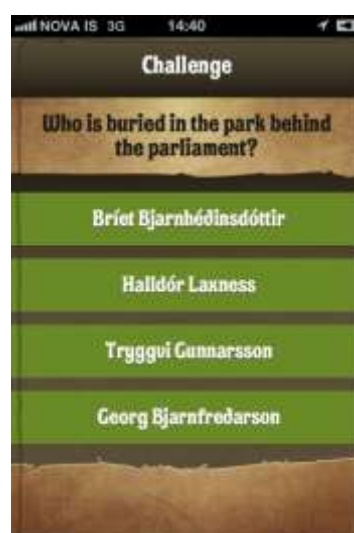 NOVA IS 3G 14:40
Challenge
Who is buried in the park behind
the parliament?
Bríet Bjarnhéðinsdóttir
Halldór Laxness
Tryggvi Gunnarsson
Georg Bjarnfreðarson